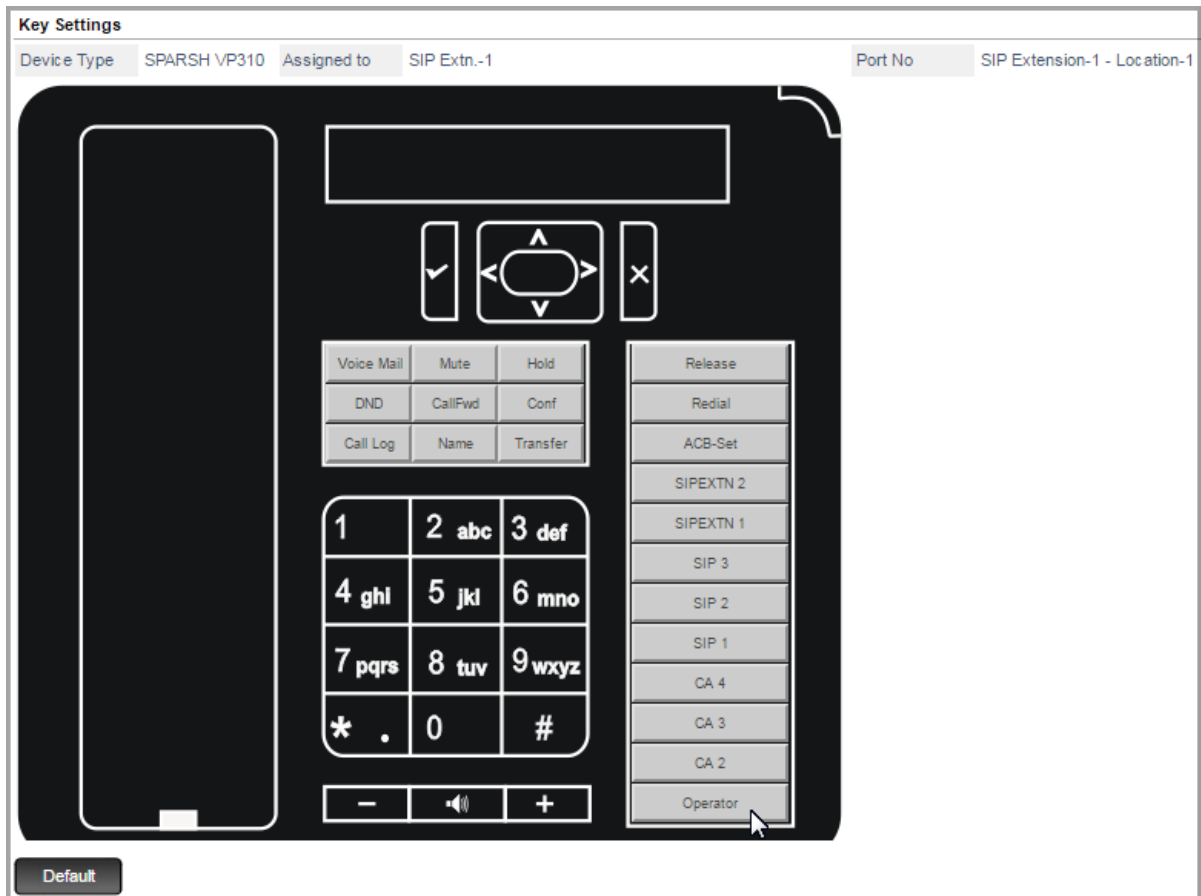 Key Settings
Device Type SPARSH VP310 Assigned to SIP Extn.-1 Port No SIP Extension-1 - Location-1
Voice Mail Mute Hold
DND CallFwd Conf
Call Log Name Transfer
1 2 abc 3 def
4 ghi 5 jkl 6 mno
7 pqrs 8 tuv 9 wxyz
* . 0 #
− +
Release
Redial
ACB-Set
SIPEXTN 2
SIPEXTN 1
SIP 3
SIP 2
SIP 1
CA 4
CA 3
CA 2
Operator
Default